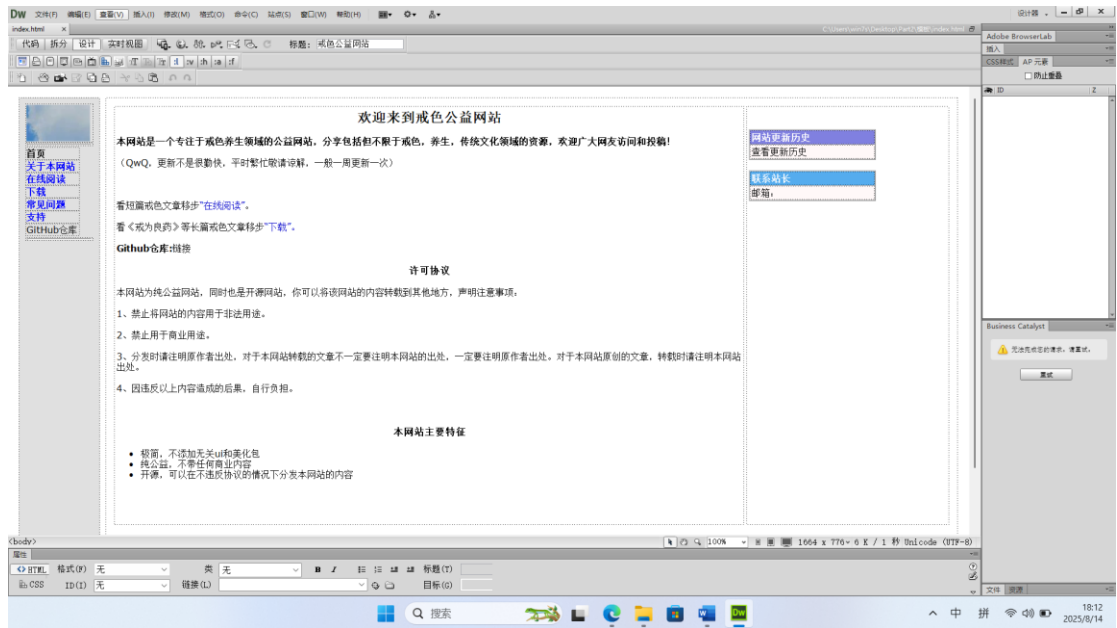 DW 文件(F) 编辑(E) 查看(V) 插入(I) 修改(M) 格式(O) 命令(C) 站点(S) 窗口(W) 帮助(H) 设计器
index.html × C:\Users\win7s\Desktop\Part2\模板\index.html
代码 拆分 设计 实时视图 标题: 戒色公益网站
首页
关于本网站
在线阅读
下载
常见问题
支持
GitHub仓库
欢迎来到戒色公益网站
本网站是一个专注于戒色养生领域的公益网站，分享包括但不限于戒色，养生，传统文化领域的资源，欢迎广大网友访问和投稿！
（QwQ，更新不是很勤快，平时繁忙敬请谅解，一般一周更新一次）
看短篇戒色文章移步"在线阅读"。
看《戒为良药》等长篇戒色文章移步"下载"。
Github仓库:链接
许可协议
本网站为纯公益网站，同时也是开源网站，你可以将该网站的内容转载到其他地方，声明注意事项：
1、禁止将网站的内容用于非法用途。
2、禁止用于商业用途。
3、分发时请注明原作者出处，对于本网站转载的文章不一定要注明本网站的出处，一定要注明原作者出处。对于本网站原创的文章，转载时请注明本网站
出处。
4、因违反以上内容造成的后果，自行负担。
本网站主要特征
• 极简，不添加无关ui和美化包
• 纯公益，不带任何商业内容
• 开源，可以在不违反协议的情况下分发本网站的内容
网站更新历史
查看更新历史
联系站长
邮箱：
Adobe BrowserLab
插入
CSS样式 AP 元素
防止重叠
ID Z
Business Catalyst
无法完成您的请求。请重试。
重试
文件 资源
<body> 100% 1664 x 776 6 K / 1 秒 Unicode (UTF-8)
属性
<> HTML 格式(F) 无 类 无 B I 标题(T)
CSS ID(I) 无 链接(L) 目标(G)
搜索 中 拼 18:12
2025/8/14